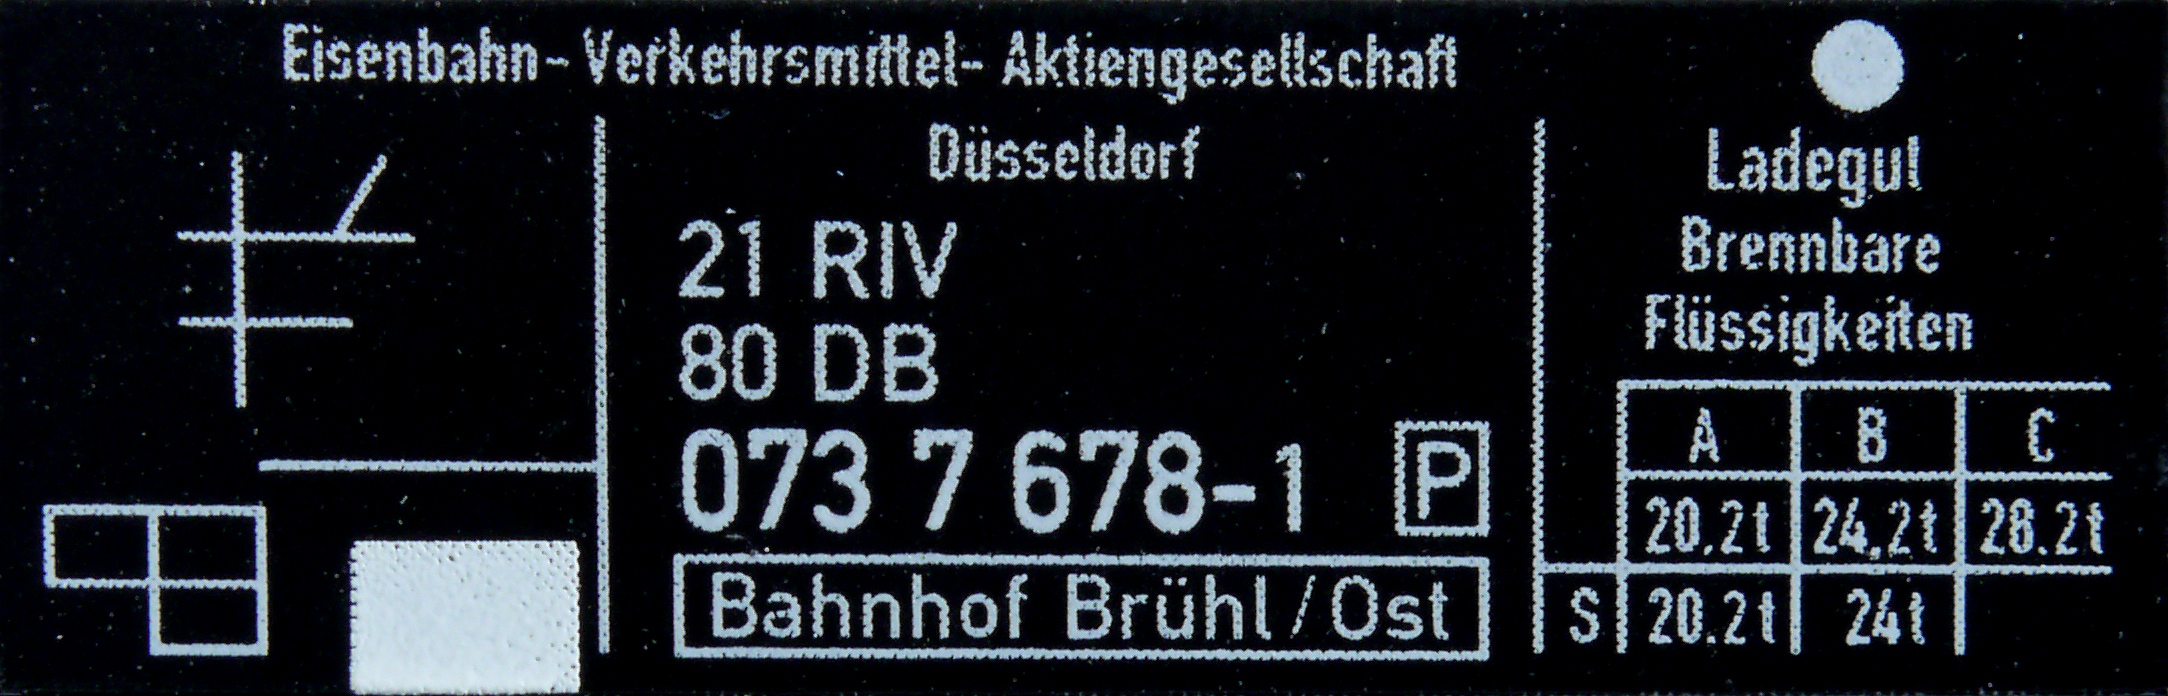 Eisenbahn-Verkehrsmittel-Aktiengesellschaft
Düsseldorf
21 RIV
80 DB
073 7 678-1 P
Bahnhof Brühl/Ost
Ladegut
Brennbare
Flüssigkeiten
A B C
20.2t 24.2t 28.2t
S 20.2t 24t